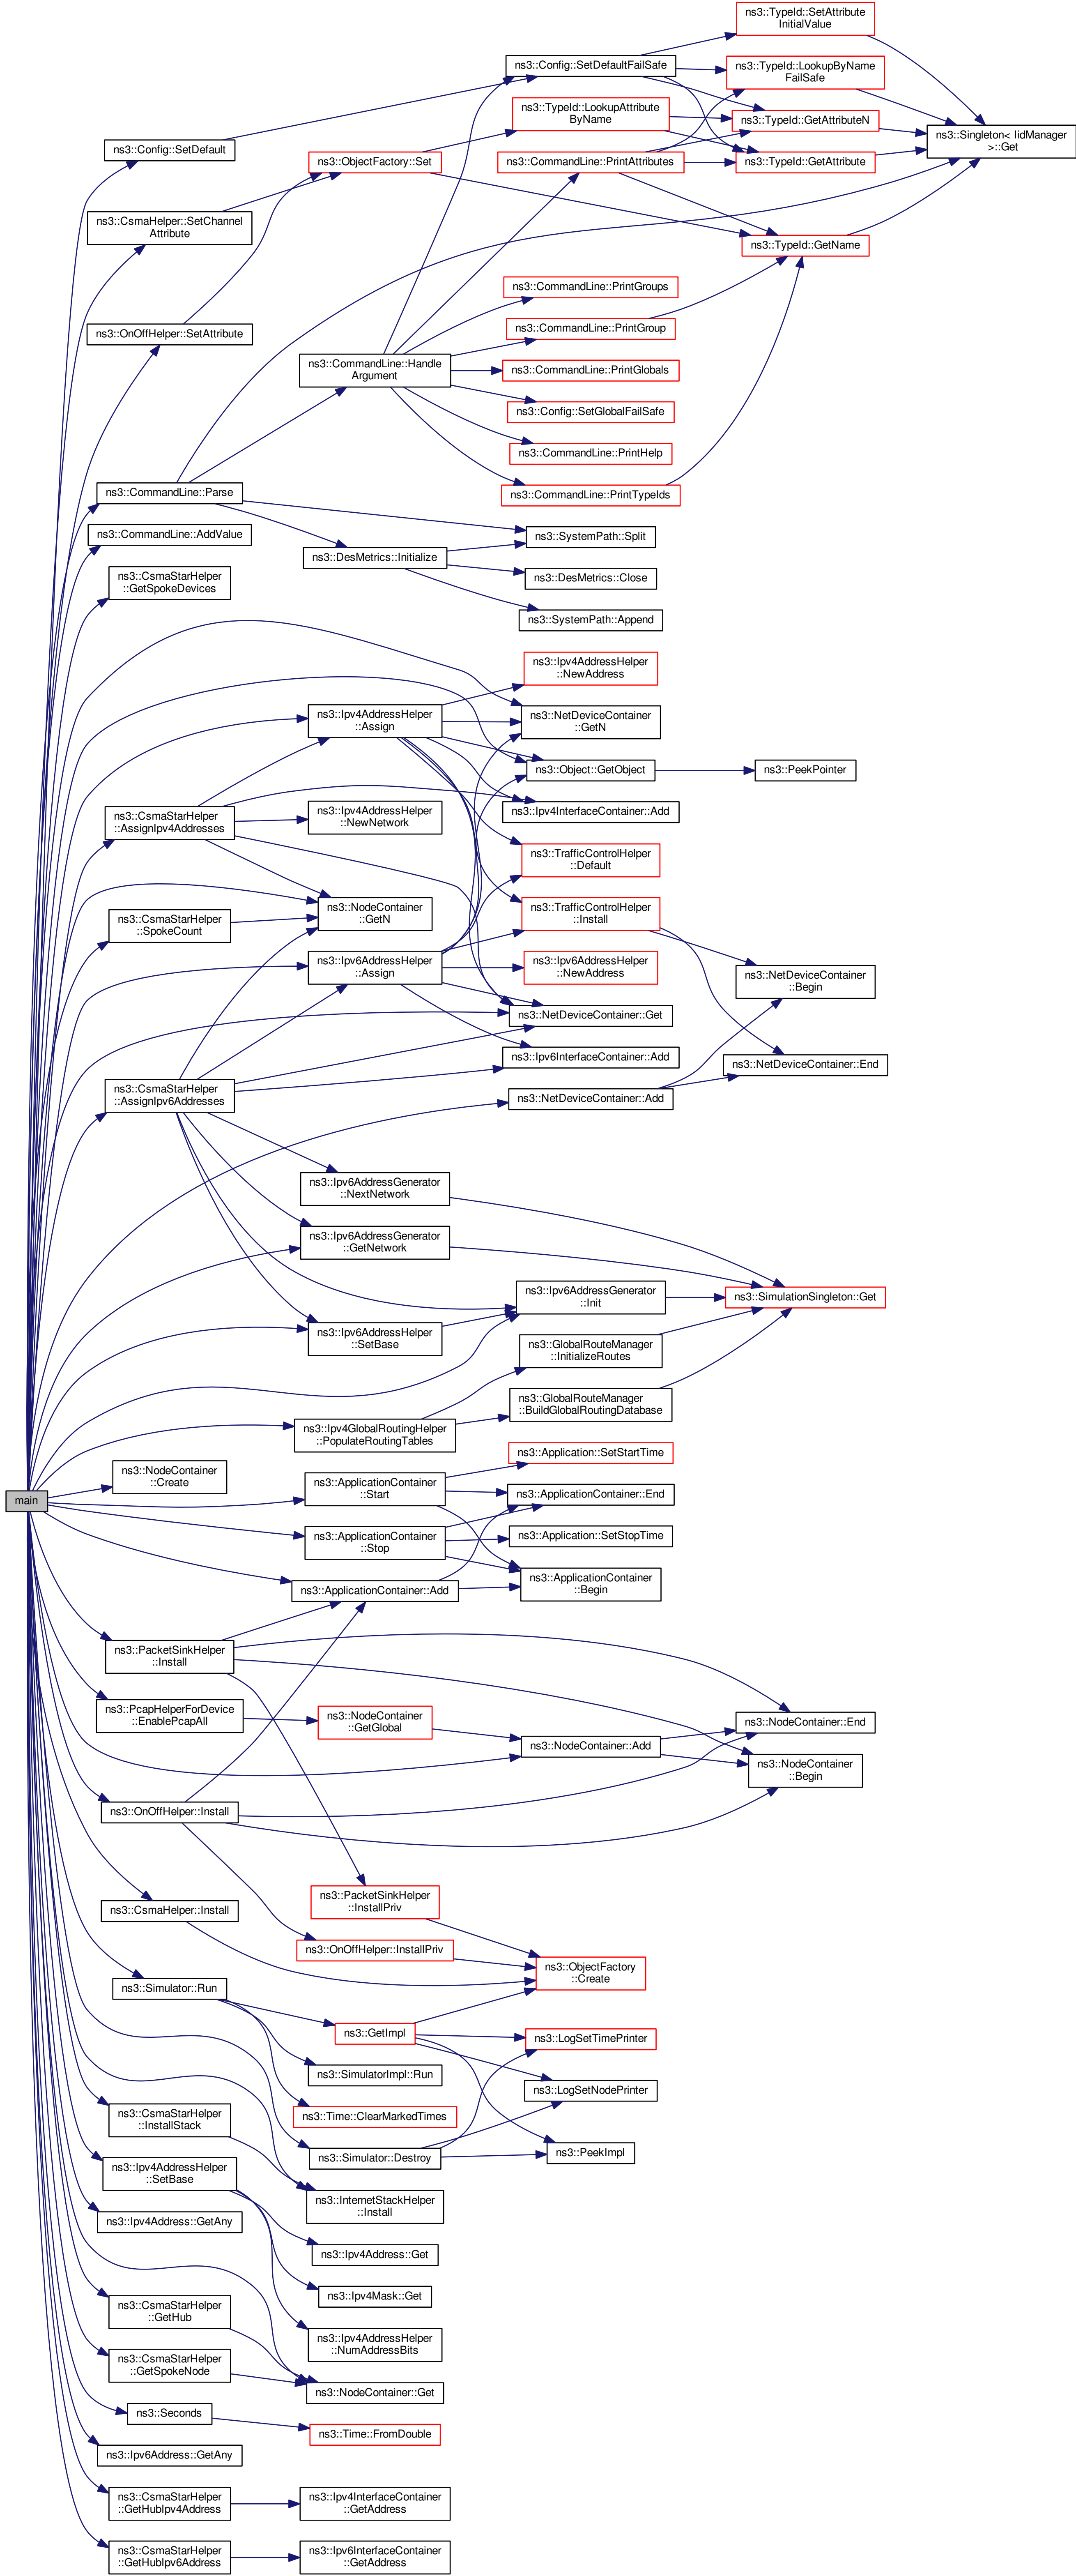 ns3::TypeId::SetAttribute
InitialValue
ns3::Config::SetDefaultFailSafe
ns3::TypeId::LookupByName
FailSafe
ns3::TypeId::LookupAttribute
ByName
ns3::TypeId::GetAttributeN
ns3::Singleton< IidManager
>::Get
ns3::Config::SetDefault
ns3::ObjectFactory::Set
ns3::CommandLine::PrintAttributes
ns3::TypeId::GetAttribute
ns3::CsmaHelper::SetChannel
Attribute
ns3::TypeId::GetName
ns3::CommandLine::PrintGroups
ns3::OnOffHelper::SetAttribute
ns3::CommandLine::PrintGroup
ns3::CommandLine::Handle
Argument
ns3::CommandLine::PrintGlobals
ns3::Config::SetGlobalFailSafe
ns3::CommandLine::PrintHelp
ns3::CommandLine::Parse
ns3::CommandLine::PrintTypeIds
ns3::CommandLine::AddValue
ns3::SystemPath::Split
ns3::DesMetrics::Initialize
ns3::CsmaStarHelper
::GetSpokeDevices
ns3::DesMetrics::Close
ns3::SystemPath::Append
ns3::Ipv4AddressHelper
::NewAddress
ns3::Ipv4AddressHelper
::Assign
ns3::NetDeviceContainer
::GetN
ns3::Object::GetObject
ns3::PeekPointer
ns3::CsmaStarHelper
::AssignIpv4Addresses
ns3::Ipv4AddressHelper
::NewNetwork
ns3::Ipv4InterfaceContainer::Add
ns3::TrafficControlHelper
::Default
ns3::CsmaStarHelper
::SpokeCount
ns3::NodeContainer
::GetN
ns3::TrafficControlHelper
::Install
ns3::Ipv6AddressHelper
::Assign
ns3::Ipv6AddressHelper
::NewAddress
ns3::NetDeviceContainer
::Begin
ns3::NetDeviceContainer::Get
ns3::Ipv6InterfaceContainer::Add
ns3::NetDeviceContainer::End
ns3::CsmaStarHelper
::AssignIpv6Addresses
ns3::NetDeviceContainer::Add
ns3::Ipv6AddressGenerator
::NextNetwork
ns3::Ipv6AddressGenerator
::GetNetwork
ns3::Ipv6AddressGenerator
::Init
ns3::SimulationSingleton::Get
ns3::Ipv6AddressHelper
::SetBase
ns3::GlobalRouteManager
::InitializeRoutes
ns3::GlobalRouteManager
::BuildGlobalRoutingDatabase
ns3::Ipv4GlobalRoutingHelper
::PopulateRoutingTables
ns3::Application::SetStartTime
ns3::NodeContainer
::Create
ns3::ApplicationContainer
::Start
ns3::ApplicationContainer::End
main
ns3::ApplicationContainer
::Stop
ns3::Application::SetStopTime
ns3::ApplicationContainer::Add
ns3::ApplicationContainer
::Begin
ns3::PacketSinkHelper
::Install
ns3::PcapHelperForDevice
::EnablePcapAll
ns3::NodeContainer
::GetGlobal
ns3::NodeContainer::End
ns3::NodeContainer::Add
ns3::NodeContainer
::Begin
ns3::OnOffHelper::Install
ns3::PacketSinkHelper
::InstallPriv
ns3::CsmaHelper::Install
ns3::OnOffHelper::InstallPriv
ns3::ObjectFactory
::Create
ns3::Simulator::Run
ns3::GetImpl
ns3::LogSetTimePrinter
ns3::SimulatorImpl::Run
ns3::LogSetNodePrinter
ns3::CsmaStarHelper
::InstallStack
ns3::Time::ClearMarkedTimes
ns3::Simulator::Destroy
ns3::PeekImpl
ns3::Ipv4AddressHelper
::SetBase
ns3::InternetStackHelper
::Install
ns3::Ipv4Address::GetAny
ns3::Ipv4Address::Get
ns3::Ipv4Mask::Get
ns3::CsmaStarHelper
::GetHub
ns3::Ipv4AddressHelper
::NumAddressBits
ns3::CsmaStarHelper
::GetSpokeNode
ns3::NodeContainer::Get
ns3::Seconds
ns3::Time::FromDouble
ns3::Ipv6Address::GetAny
ns3::CsmaStarHelper
::GetHubIpv4Address
ns3::Ipv4InterfaceContainer
::GetAddress
ns3::CsmaStarHelper
::GetHubIpv6Address
ns3::Ipv6InterfaceContainer
::GetAddress